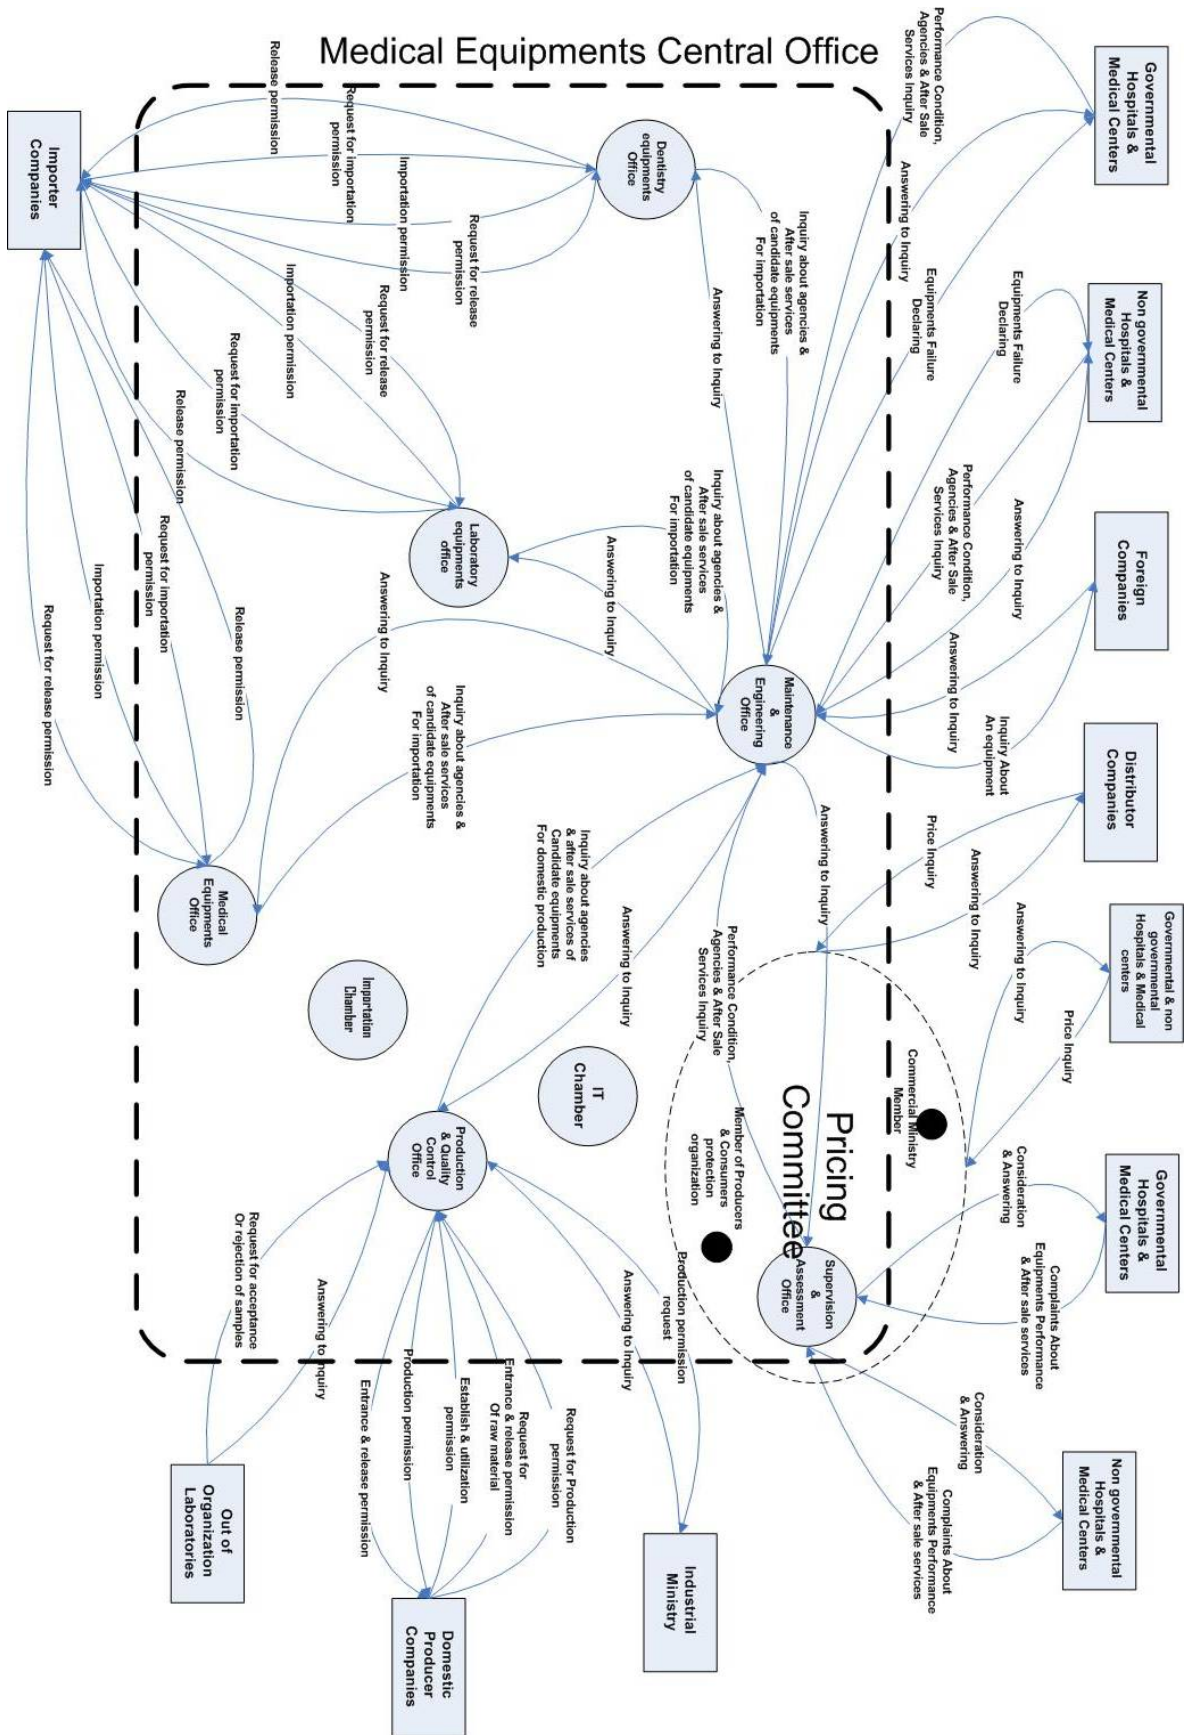 Medical Equipments Central Office
Governmental
Hospitals &
Medical Centers
Non governmental
Hospitals &
Medical Centers
Foreign
Companies
Distributor
Companies
Governmental & non
governmental
Hospitals & Medical
centers
Governmental
Hospitals &
Medical Centers
Non governmental
Hospitals &
Medical Centers
Performance Condition,
Agencies & After Sale
Services Inquiry
Answering to Inquiry
Equipments Failure
Declaring
Equipments Failure
Declaring
Performance Condition,
Agencies & After Sale
Services Inquiry
Answering to Inquiry
Answering to Inquiry
Inquiry About
An equipment
Price Inquiry
Answering to Inquiry
Answering to Inquiry
Price Inquiry
Consideration
& Answering
Complaints About
Equipments Performance
& After sale services
Consideration
& Answering
Complaints About
Equipments Performance
& After sale services
Commercial Ministry
Member
Pricing
Committee
Member of Producers
& Consumers
protection
organization
Supervision
&
Assessment
Office
Answering to Inquiry
Performance Condition,
Agencies & After Sale
Services Inquiry
Maintenance
&
Engineering
Office
Dentistry
equipments
Office
Inquiry about agencies &
After sale services
of candidate equipments
For importation
Answering to Inquiry
Inquiry about agencies &
After sale services
of candidate equipments
For importation
Answering to Inquiry
Laboratory
equipments
office
Answering to Inquiry
Inquiry about agencies &
After sale services
of candidate equipments
For importation
Medical
Equipments
Office
Inquiry about agencies
& after sale services of
Candidate equipments
For domestic production
Answering to Inquiry
Importation
Chamber
IT
Chamber
Production
& Quality
Control
Office
Importer
Companies
Release permission
Request for importation
permission
Importation permission
Request for release
permission
Request for release
permission
Importation permission
Request for importation
permission
Release permission
Release permission
Request for importation
permission
Importation permission
Request for release permission
Production permission
request
Answering to Inquiry
Request for Production
permission
Request for
Entrance & release permission
Of raw material
Establish & utilization
permission
Production permission
Entrance & release permission
Answering to Inquiry
Request for acceptance
Or rejection of samples
Out of
Organization
Laboratories
Domestic
Producer
Companies
Industrial
Ministry